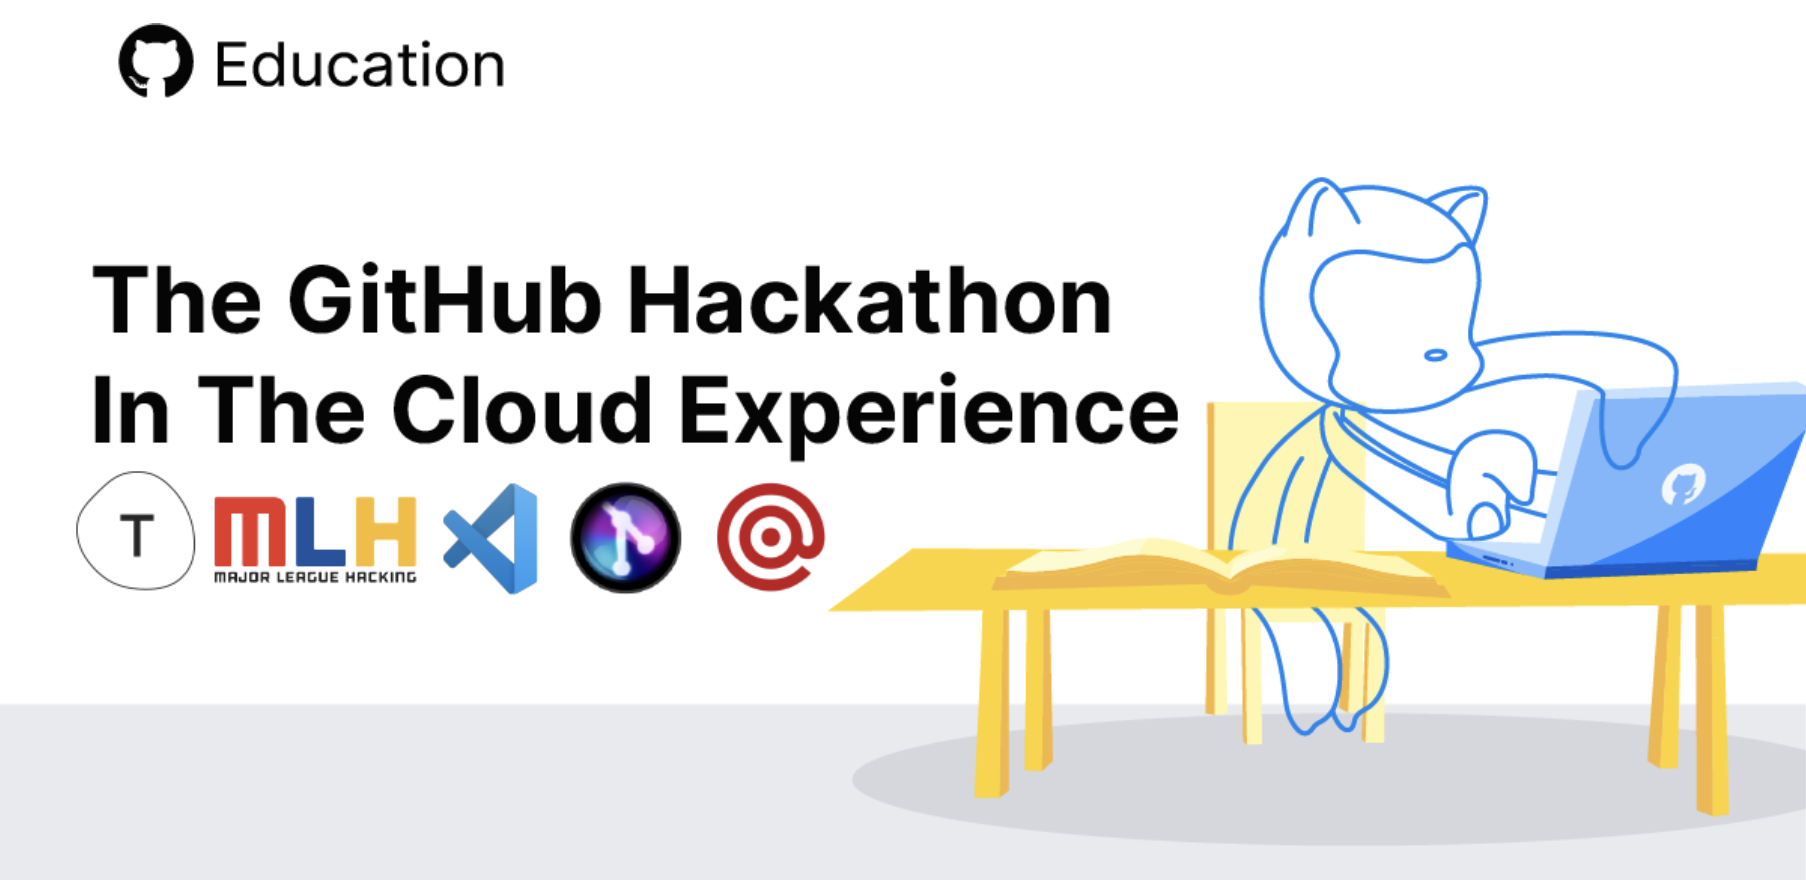 Education
The GitHub Hackathon
In The Cloud Experience
T
MLH
MAJOR LEAGUE HACKING